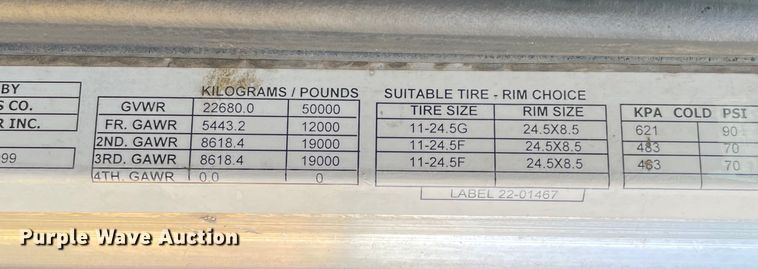 BY
S CO.
R INC.
99
KILOGRAMS / POUNDS
GVWR 22680.0 50000
FR. GAWR 5443.2 12000
2ND. GAWR 8618.4 19000
3RD. GAWR 8618.4 19000
4TH. GAWR 0.0 0
SUITABLE TIRE - RIM CHOICE
TIRE SIZE RIM SIZE
11-24.5G 24.5X8.5
11-24.5F 24.5X8.5
11-24.5F 24.5X8.5
LABEL 22-01467
KPA COLD PSI
621 90
483 70
483 70
Purple Wave Auction